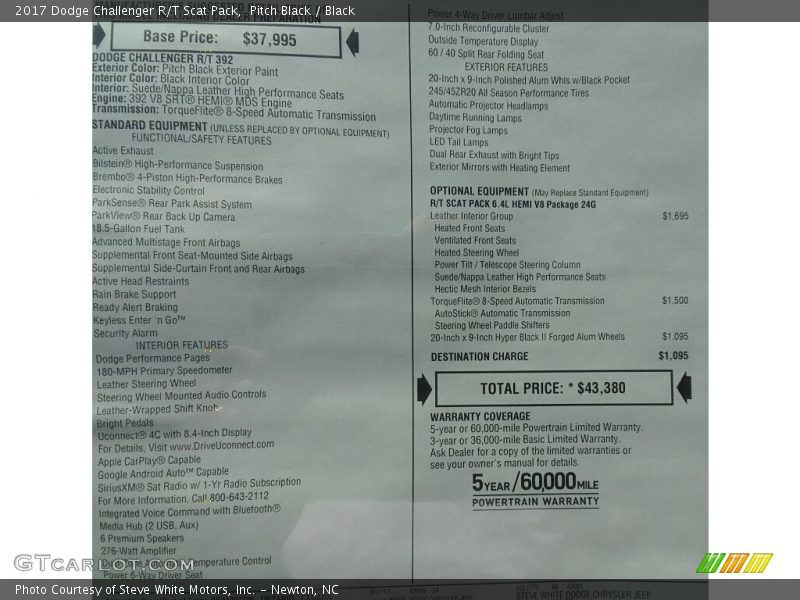 2017 Dodge Challenger R/T Scat Pack, Pitch Black / Black
Base Price: $37,995
DODGE CHALLENGER R/T 392
Exterior Color: Pitch Black Exterior Paint
Interior Color: Black Interior Color
Interior: Suede/Nappa Leather High Performance Seats
Engine: 392 V8 SRT® HEMI® MDS Engine
Transmission: TorqueFlite® 8-Speed Automatic Transmission
STANDARD EQUIPMENT (UNLESS REPLACED BY OPTIONAL EQUIPMENT)
FUNCTIONAL/SAFETY FEATURES
Active Exhaust
Bilstein® High-Performance Suspension
Brembo® 4-Piston High-Performance Brakes
Electronic Stability Control
ParkSense® Rear Park Assist System
ParkView® Rear Back Up Camera
18.5-Gallon Fuel Tank
Advanced Multistage Front Airbags
Supplemental Front Seat-Mounted Side Airbags
Supplemental Side-Curtain Front and Rear Airbags
Active Head Restraints
Rain Brake Support
Ready Alert Braking
Keyless Enter 'n Go™
Security Alarm
INTERIOR FEATURES
Dodge Performance Pages
180-MPH Primary Speedometer
Leather Steering Wheel
Steering Wheel Mounted Audio Controls
Leather-Wrapped Shift Knob
Bright Pedals
Uconnect® 4C with 8.4-Inch Display
For Details, Visit www.DriveUconnect.com
Apple CarPlay® Capable
Google Android Auto™ Capable
SiriusXM® Sat Radio w/ 1-Yr Radio Subscription
For More Information, Call 800-643-2112
Integrated Voice Command with Bluetooth®
Media Hub (2 USB, Aux)
6 Premium Speakers
276-Watt Amplifier
Temperature Control
Power 6-Way Driver Seat
Power 4-Way Driver Lumbar Adjust
7.0-Inch Reconfigurable Cluster
Outside Temperature Display
60 / 40 Split Rear Folding Seat
EXTERIOR FEATURES
20-Inch x 9-Inch Polished Alum Whls w/Black Pocket
245/45ZR20 All Season Performance Tires
Automatic Projector Headlamps
Daytime Running Lamps
Projector Fog Lamps
LED Tail Lamps
Dual Rear Exhaust with Bright Tips
Exterior Mirrors with Heating Element
OPTIONAL EQUIPMENT (May Replace Standard Equipment)
R/T SCAT PACK 6.4L HEMI V8 Package 24G
Leather Interior Group $1,695
Heated Front Seats
Ventilated Front Seats
Heated Steering Wheel
Power Tilt / Telescope Steering Column
Suede/Nappa Leather High Performance Seats
Hectic Mesh Interior Bezels
TorqueFlite® 8-Speed Automatic Transmission $1,500
AutoStick® Automatic Transmission
Steering Wheel Paddle Shifters
20-Inch x 9-Inch Hyper Black II Forged Alum Wheels $1,095
DESTINATION CHARGE $1,095
TOTAL PRICE: * $43,380
WARRANTY COVERAGE
5-year or 60,000-mile Powertrain Limited Warranty.
3-year or 36,000-mile Basic Limited Warranty.
Ask Dealer for a copy of the limited warranties or
see your owner's manual for details.
5 YEAR / 60,000 MILE
POWERTRAIN WARRANTY
GTCARLOT.COM
Photo Courtesy of Steve White Motors, Inc. – Newton, NC
STEVE WHITE DODGE CHRYSLER JEEP